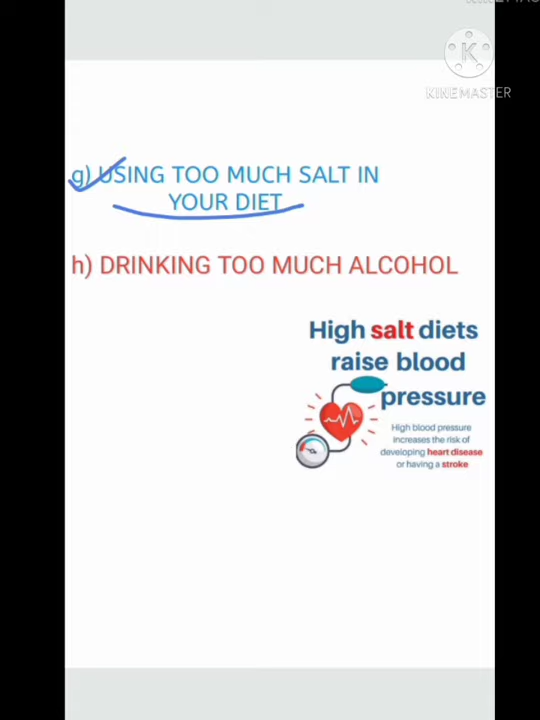 KINEMASTER
g) USING TOO MUCH SALT IN
YOUR DIET
h) DRINKING TOO MUCH ALCOHOL
High salt diets
raise blood
pressure
High blood pressure
increases the risk of
developing heart disease
or having a stroke